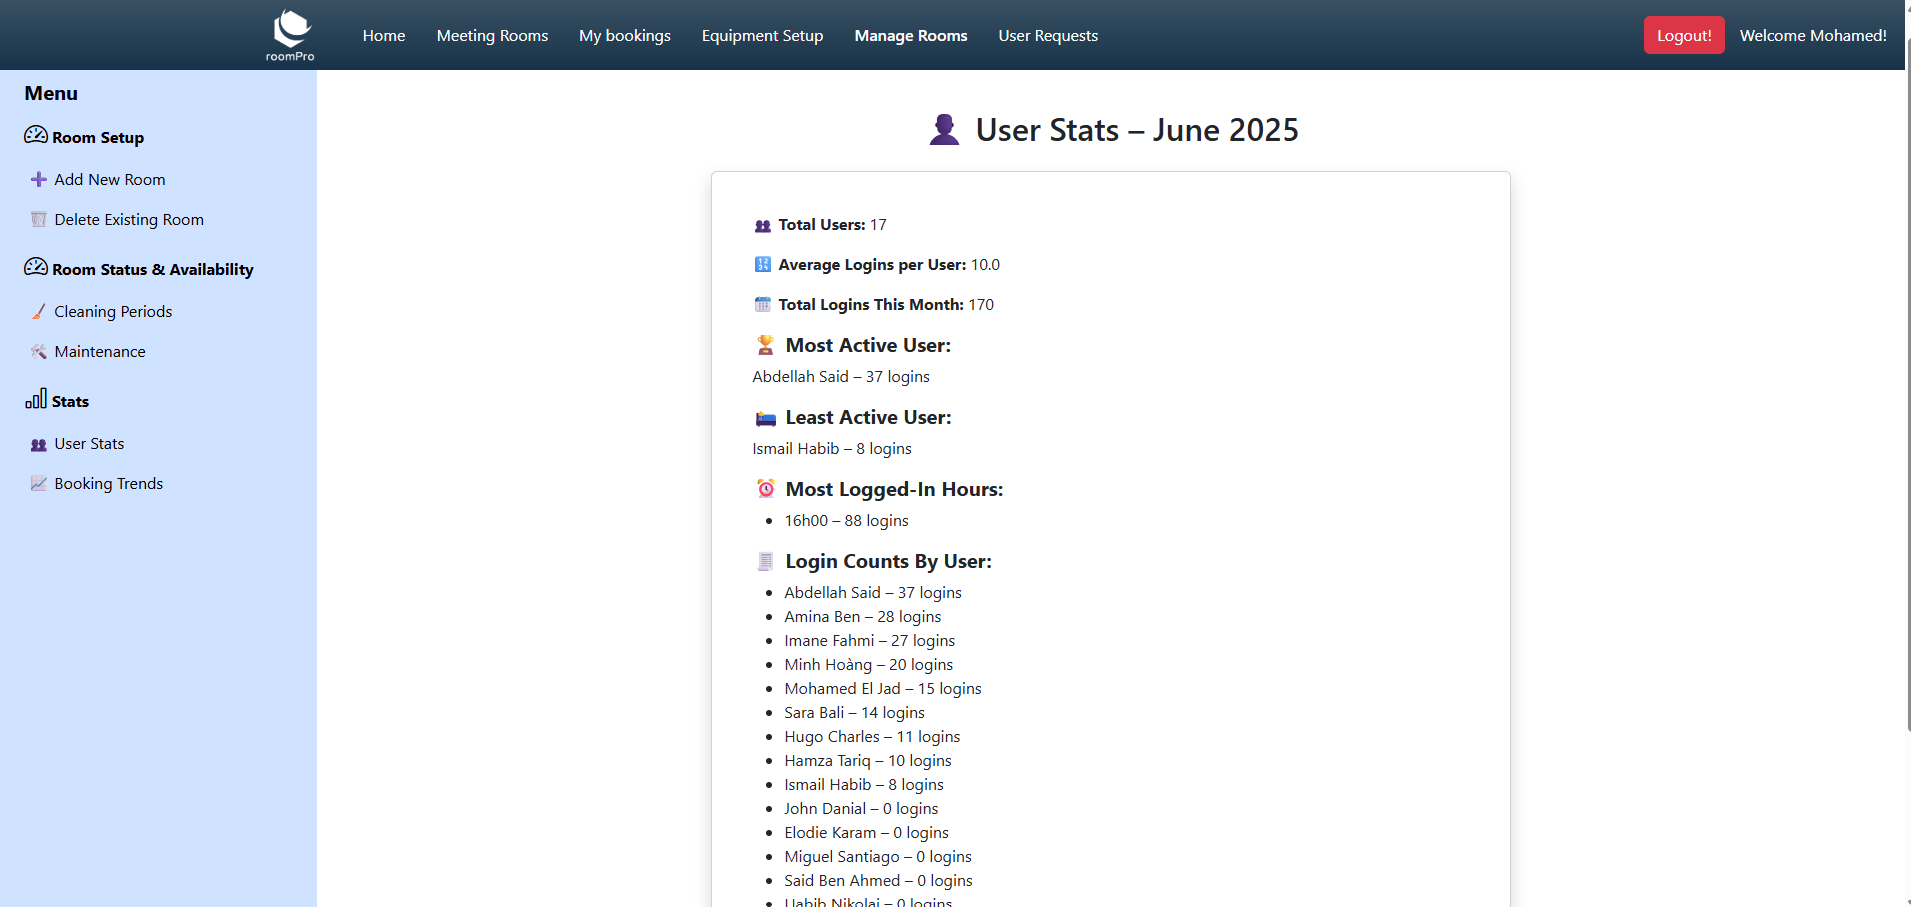 roomPro
Home Meeting Rooms My bookings Equipment Setup Manage Rooms User Requests
Logout! Welcome Mohamed!
Menu
Room Setup
Add New Room
Delete Existing Room
Room Status & Availability
Cleaning Periods
Maintenance
Stats
User Stats
Booking Trends
User Stats – June 2025
Total Users: 17
Average Logins per User: 10.0
Total Logins This Month: 170
Most Active User:
Abdellah Said – 37 logins
Least Active User:
Ismail Habib – 8 logins
Most Logged-In Hours:
16h00 – 88 logins
Login Counts By User:
Abdellah Said – 37 logins
Amina Ben – 28 logins
Imane Fahmi – 27 logins
Minh Hoàng – 20 logins
Mohamed El Jad – 15 logins
Sara Bali – 14 logins
Hugo Charles – 11 logins
Hamza Tariq – 10 logins
Ismail Habib – 8 logins
John Danial – 0 logins
Elodie Karam – 0 logins
Miguel Santiago – 0 logins
Said Ben Ahmed – 0 logins
Habib Nikolai – 0 logins